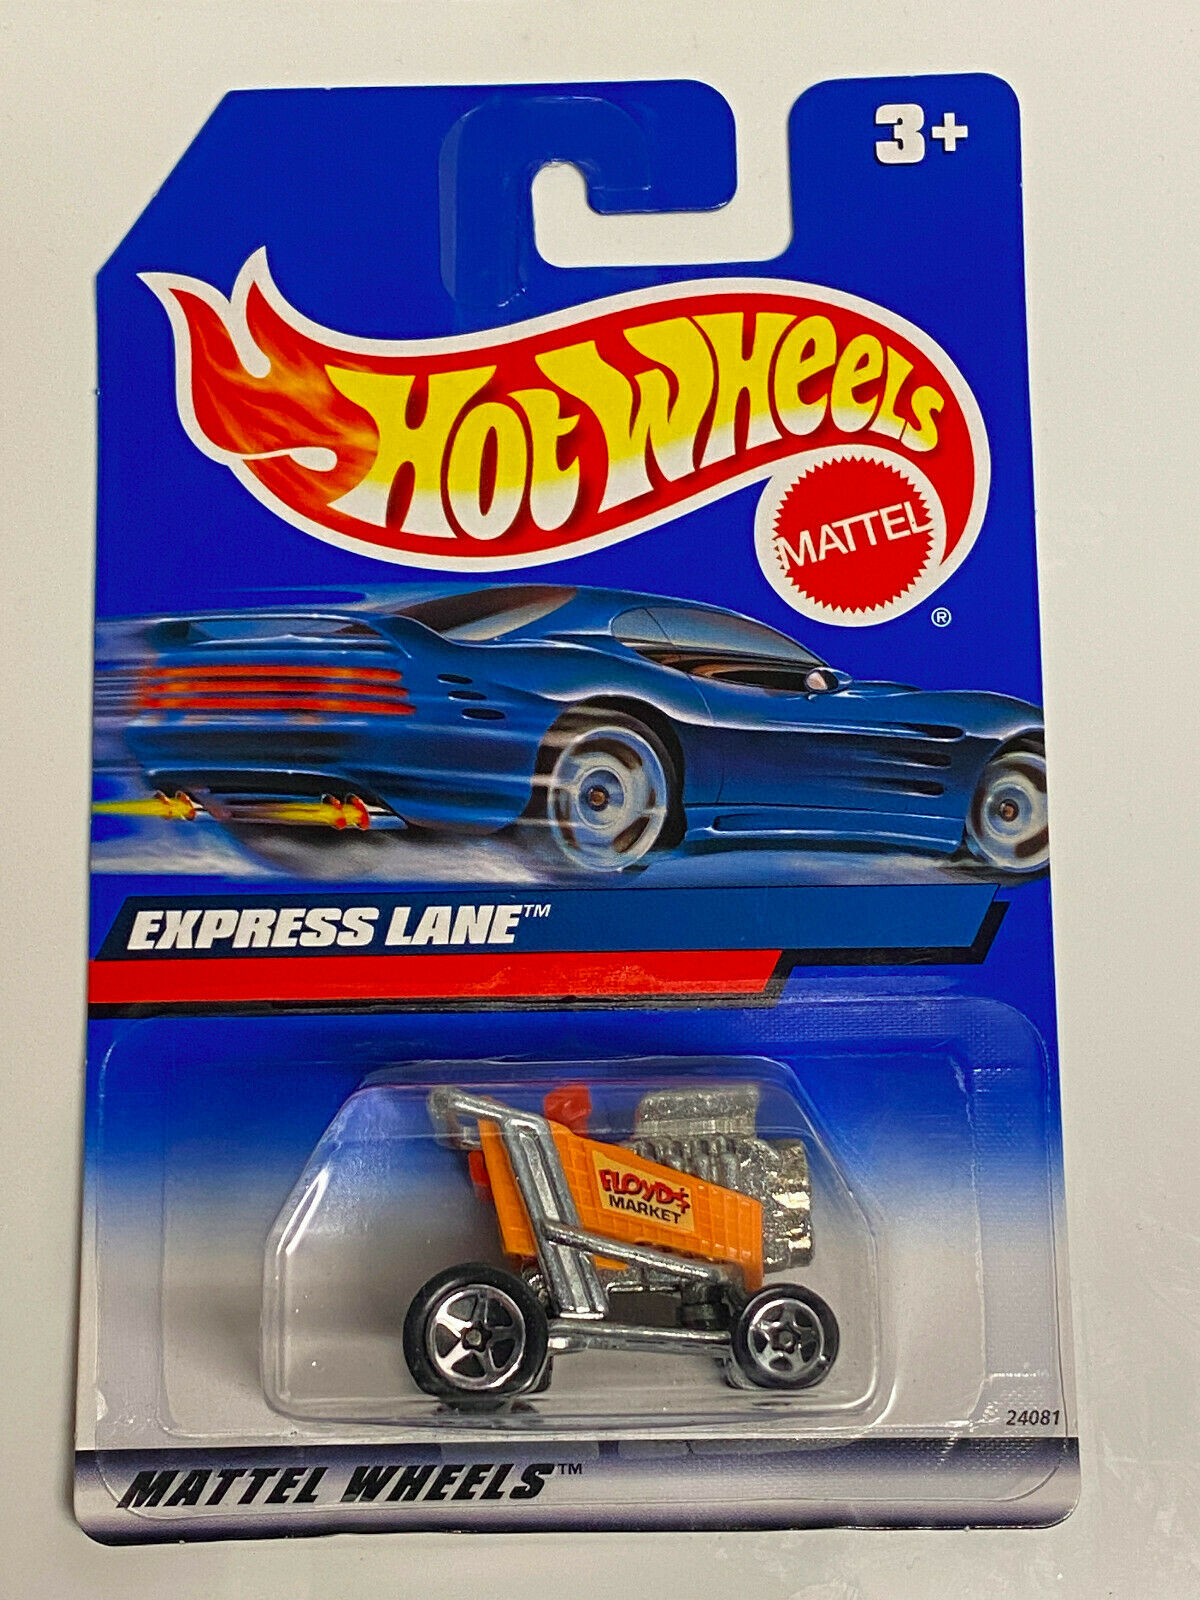 3+
HOT WHEELS
MATTEL
®
EXPRESS LANE™
FLOYD$
MARKET
24081
MATTEL WHEELS™